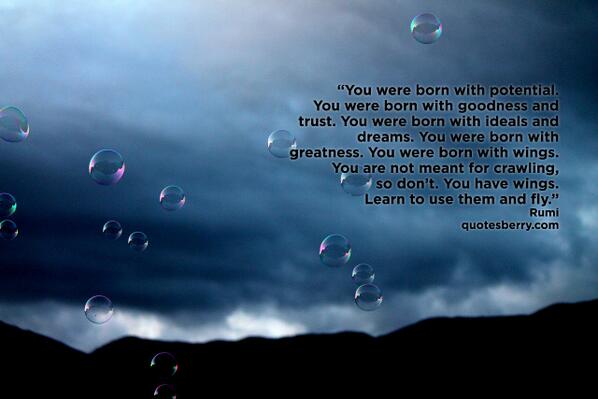 “You were born with potential.
You were born with goodness and
trust. You were born with ideals and
dreams. You were born with
greatness. You were born with wings.
You are not meant for crawling,
so don’t. You have wings.
Learn to use them and fly.”
Rumi
quotesberry.com